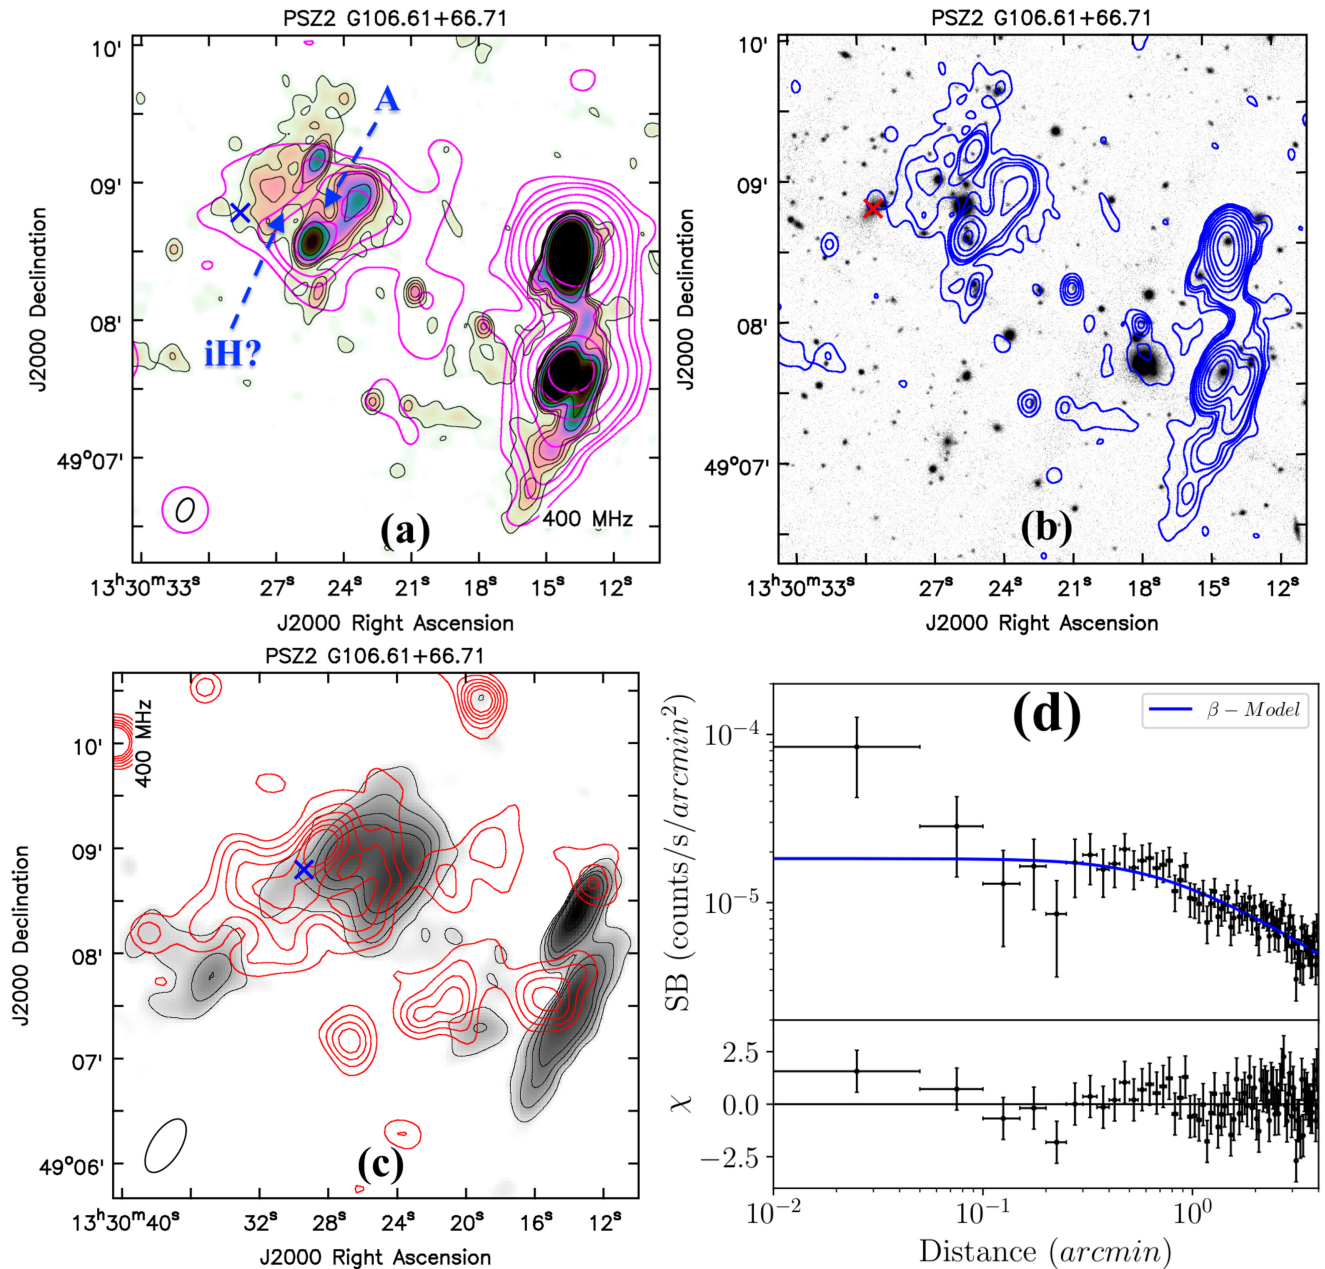 PSZ2 G106.61+66.71
10'
09'
08'
49°07'
J2000 Declination
A
iH?
(a)
400 MHz
13ʰ30ᵐ33ˢ
27ˢ
24ˢ
21ˢ
18ˢ
15ˢ
12ˢ
J2000 Right Ascension
PSZ2 G106.61+66.71
10'
09'
08'
49°07'
J2000 Declination
(b)
13ʰ30ᵐ33ˢ
27ˢ
24ˢ
21ˢ
18ˢ
15ˢ
12ˢ
J2000 Right Ascension
PSZ2 G106.61+66.71
400 MHz
10'
09'
08'
07'
49°06'
J2000 Declination
(c)
13ʰ30ᵐ40ˢ
32ˢ
28ˢ
24ˢ
20ˢ
16ˢ
12ˢ
J2000 Right Ascension
(d)
β − Model
SB (counts/s/arcmin²)
10⁻⁴
10⁻⁵
χ
2.5
0.0
−2.5
10⁻²
10⁻¹
10⁰
Distance (arcmin)